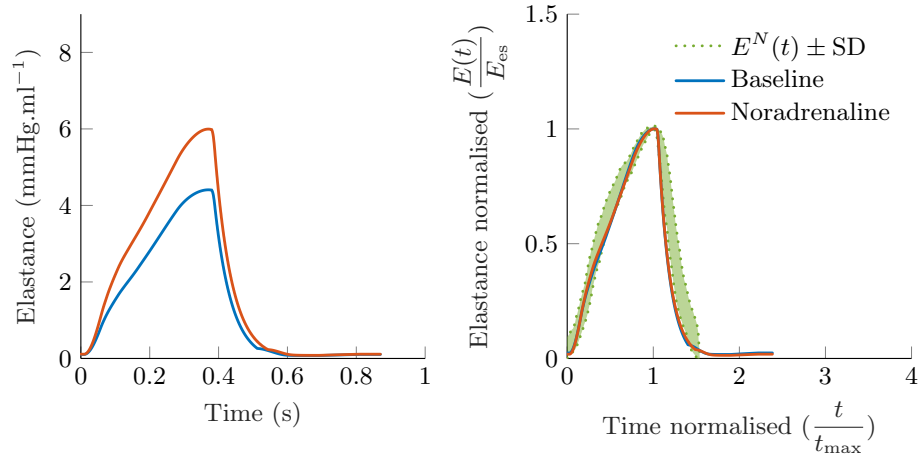 Elastance (mmHg.ml⁻¹)
8
6
4
2
0
0 0.2 0.4 0.6 0.8 1
Time (s)
Elastance normalised (E(t)/E_es)
1.5
1
0.5
0
0 1 2 3 4
Time normalised (t/t_max)
E^N(t) ± SD
Baseline
Noradrenaline